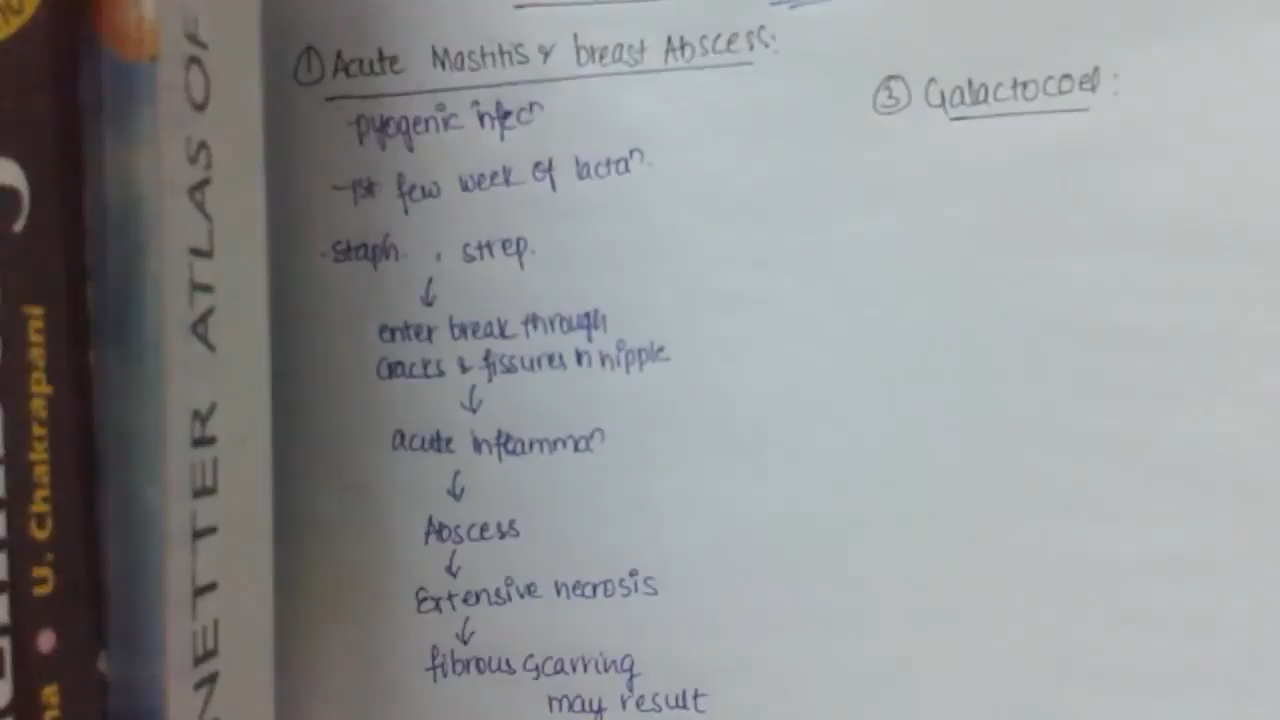 NETTER ATLAS OF
U. Chakrapani
① Acute Mastitis & breast Abscess:
- pyogenic infecⁿ
- 1st few week of lactaⁿ.
- staph. , strep.
↓
enter break through
cracks & fissures in nipple
↓
acute inflammaⁿ
↓
Abscess
↓
Extensive necrosis
↓
fibrous scarring
may result
③ Galactocoel: